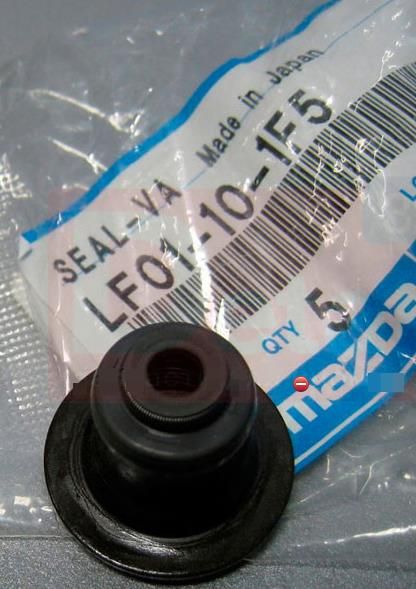 SEAL-VA Made in Japan
LF01-10-1F5
QTY 5
mazda